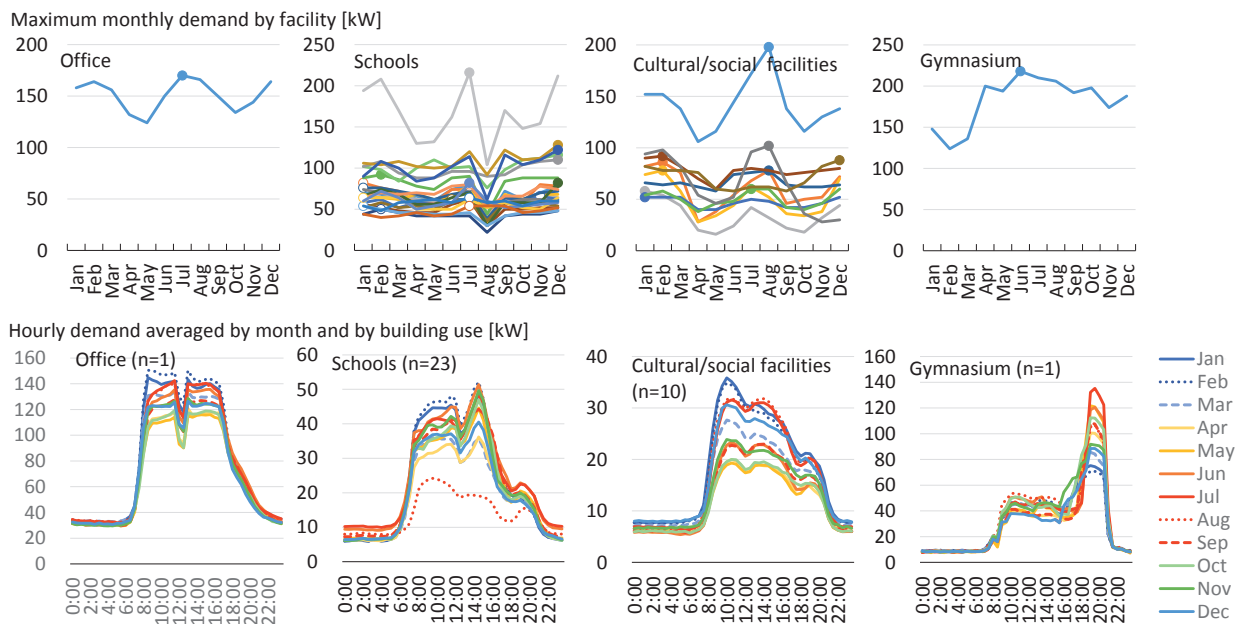 Maximum monthly demand by facility [kW]
200
150
100
50
0
Office
Jan
Feb
Mar
Apr
May
Jun
Jul
Aug
Sep
Oct
Nov
Dec
250
200
150
100
50
0
Schools
Jan
Feb
Mar
Apr
May
Jun
Jul
Aug
Sep
Oct
Nov
Dec
200
150
100
50
0
Cultural/social facilities
Jan
Feb
Mar
Apr
May
Jun
Jul
Aug
Sep
Oct
Nov
Dec
250
200
150
100
50
0
Gymnasium
Jan
Feb
Mar
Apr
May
Jun
Jul
Aug
Sep
Oct
Nov
Dec
Hourly demand averaged by month and by building use [kW]
160
140
120
100
80
60
40
20
0
Office (n=1)
0:00
2:00
4:00
6:00
8:00
10:00
12:00
14:00
16:00
18:00
20:00
22:00
60
50
40
30
20
10
0
Schools (n=23)
0:00
2:00
4:00
6:00
8:00
10:00
12:00
14:00
16:00
18:00
20:00
22:00
40
30
20
10
0
Cultural/social facilities
(n=10)
0:00
2:00
4:00
6:00
8:00
10:00
12:00
14:00
16:00
18:00
20:00
22:00
160
140
120
100
80
60
40
20
0
Gymnasium (n=1)
0:00
2:00
4:00
6:00
8:00
10:00
12:00
14:00
16:00
18:00
20:00
22:00
Jan
Feb
Mar
Apr
May
Jun
Jul
Aug
Sep
Oct
Nov
Dec